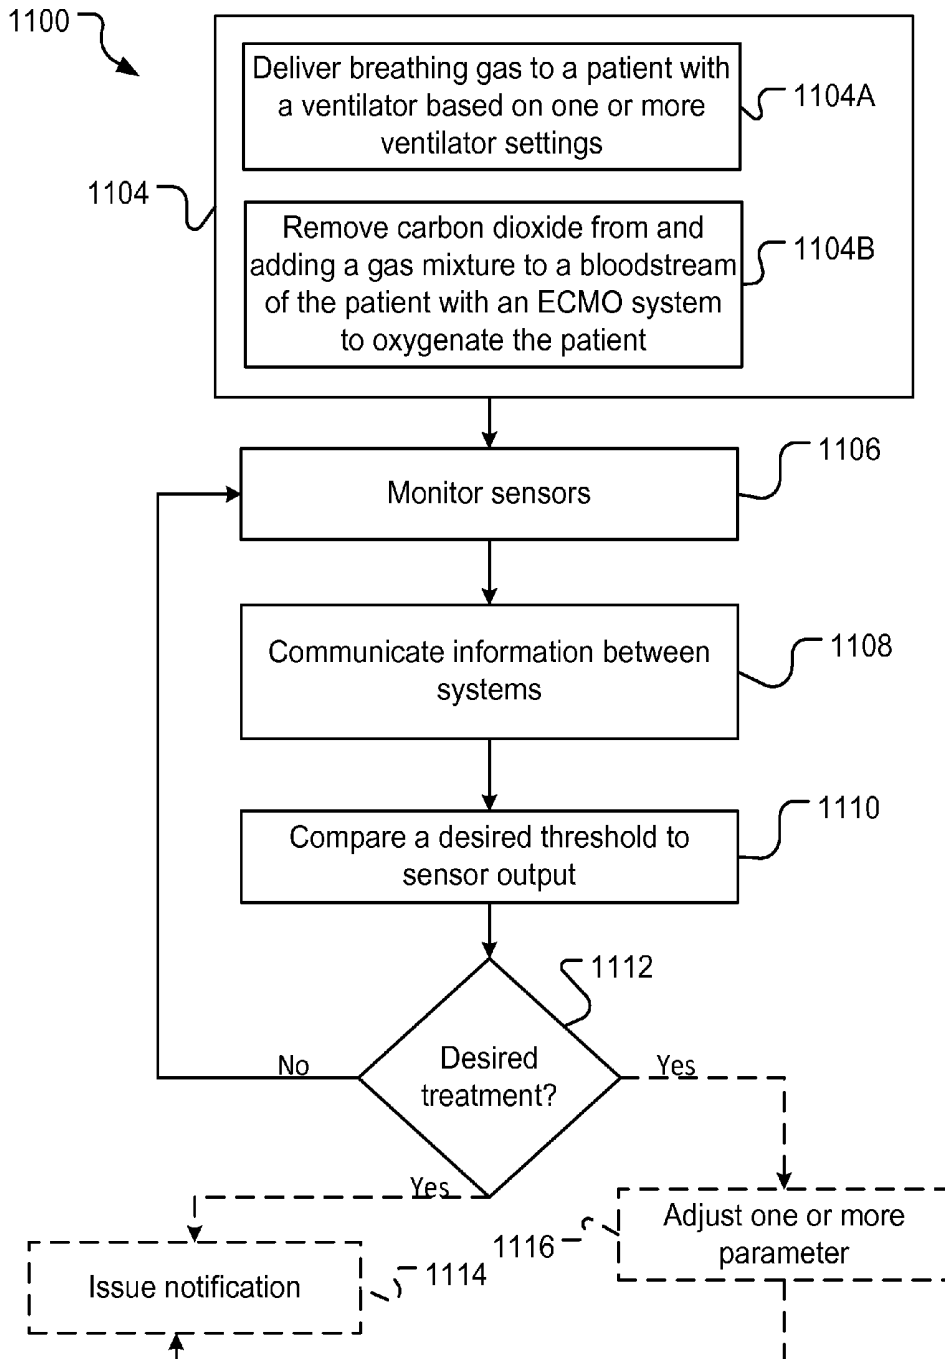 1100
Deliver breathing gas to a patient with
a ventilator based on one or more
ventilator settings
1104A
1104
Remove carbon dioxide from and
adding a gas mixture to a bloodstream
of the patient with an ECMO system
to oxygenate the patient
1104B
Monitor sensors
1106
Communicate information between
systems
1108
Compare a desired threshold to
sensor output
1110
1112
Desired
treatment?
No
Yes
Yes
Adjust one or more
parameter
1116
Issue notification
1114